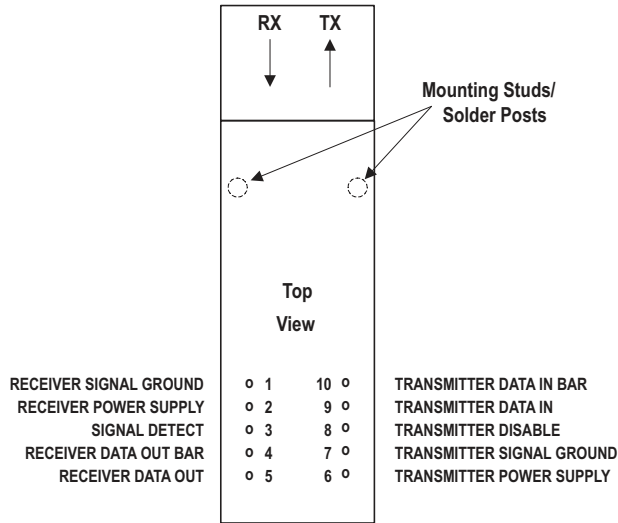 RX TX
Mounting Studs/
Solder Posts
Top
View
RECEIVER SIGNAL GROUND o 1 10 o TRANSMITTER DATA IN BAR
RECEIVER POWER SUPPLY o 2 9 o TRANSMITTER DATA IN
SIGNAL DETECT o 3 8 o TRANSMITTER DISABLE
RECEIVER DATA OUT BAR o 4 7 o TRANSMITTER SIGNAL GROUND
RECEIVER DATA OUT o 5 6 o TRANSMITTER POWER SUPPLY